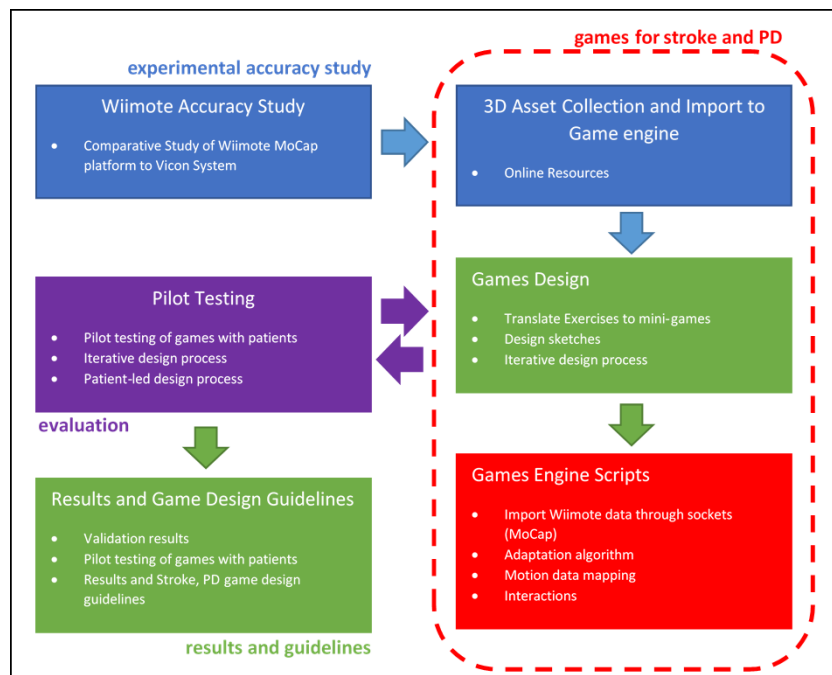 games for stroke and PD
experimental accuracy study
Wiimote Accuracy Study
• Comparative Study of Wiimote MoCap
platform to Vicon System
3D Asset Collection and Import to
Game engine
• Online Resources
Pilot Testing
• Pilot testing of games with patients
• Iterative design process
• Patient-led design process
evaluation
Games Design
• Translate Exercises to mini-games
• Design sketches
• Iterative design process
Results and Game Design Guidelines
• Validation results
• Pilot testing of games with patients
• Results and Stroke, PD game design
guidelines
results and guidelines
Games Engine Scripts
• Import Wiimote data through sockets
(MoCap)
• Adaptation algorithm
• Motion data mapping
• Interactions